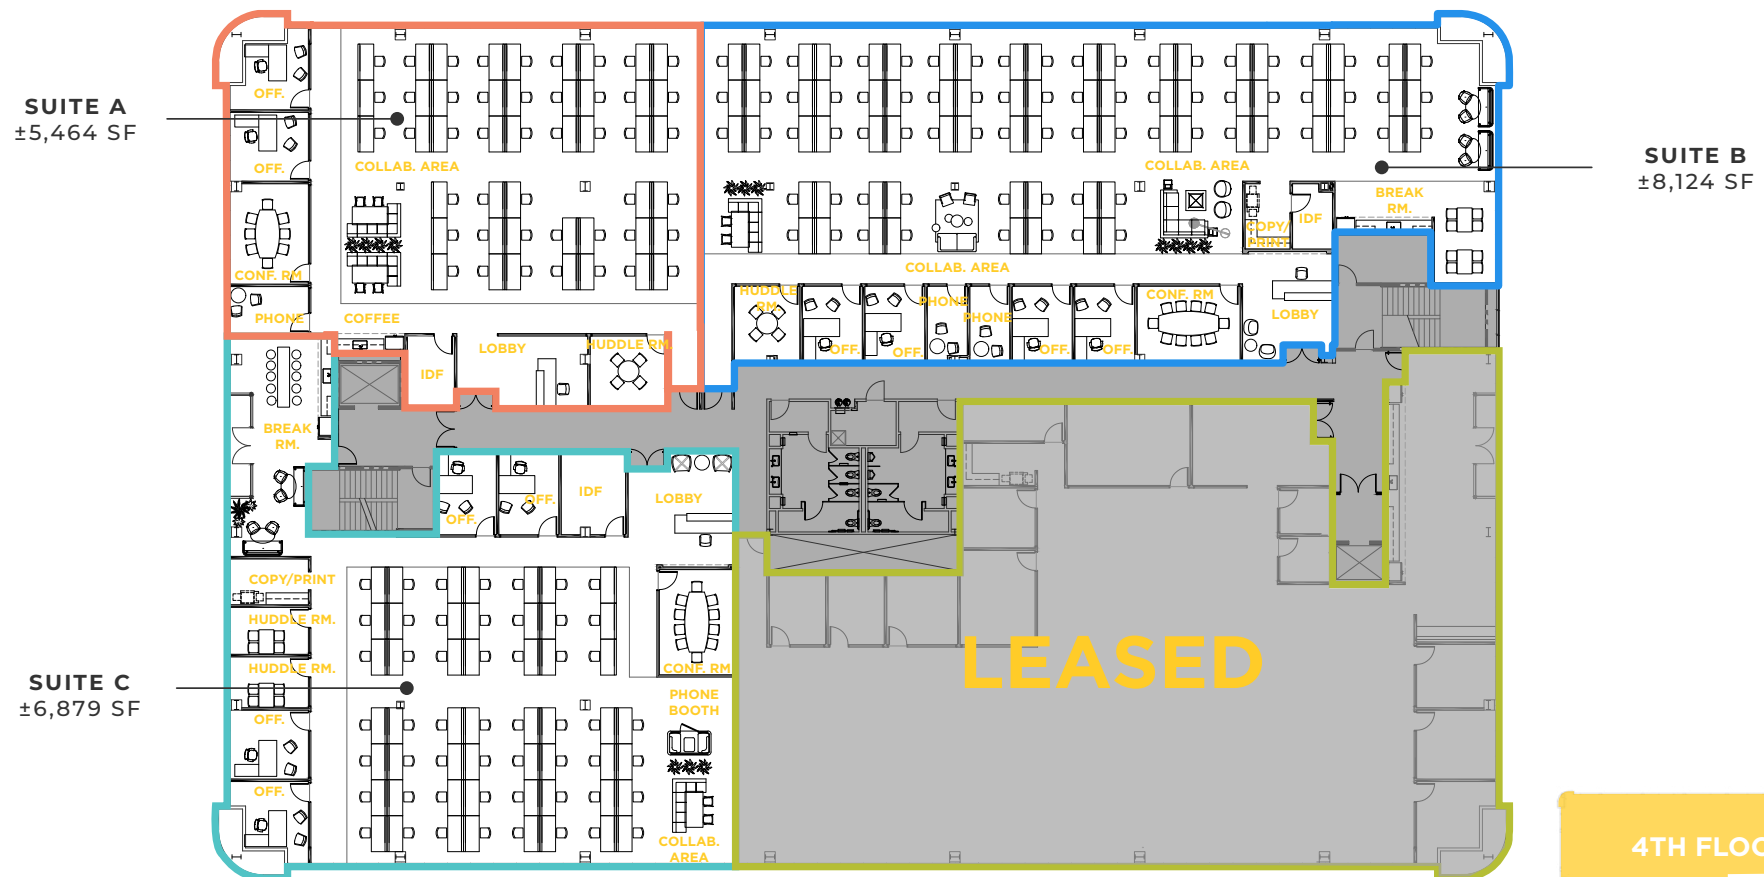 SUITE A
±5,464 SF
OFF.
OFF.
COLLAB. AREA
CONF. RM
PHONE
COFFEE
IDF
LOBBY
HUDDLE RM.
SUITE B
±8,124 SF
COLLAB. AREA
BREAK
RM.
COPY/
PRINT
IDF
COLLAB. AREA
HUDDLE
RM.
OFF.
OFF.
PHONE
PHONE
OFF.
OFF.
CONF. RM
LOBBY
BREAK
RM.
OFF.
OFF.
IDF
LOBBY
COPY/PRINT
HUDDLE RM.
HUDDLE RM.
OFF.
OFF.
CONF. RM
PHONE
BOOTH
COLLAB.
AREA
SUITE C
±6,879 SF
LEASED
4TH FLOO